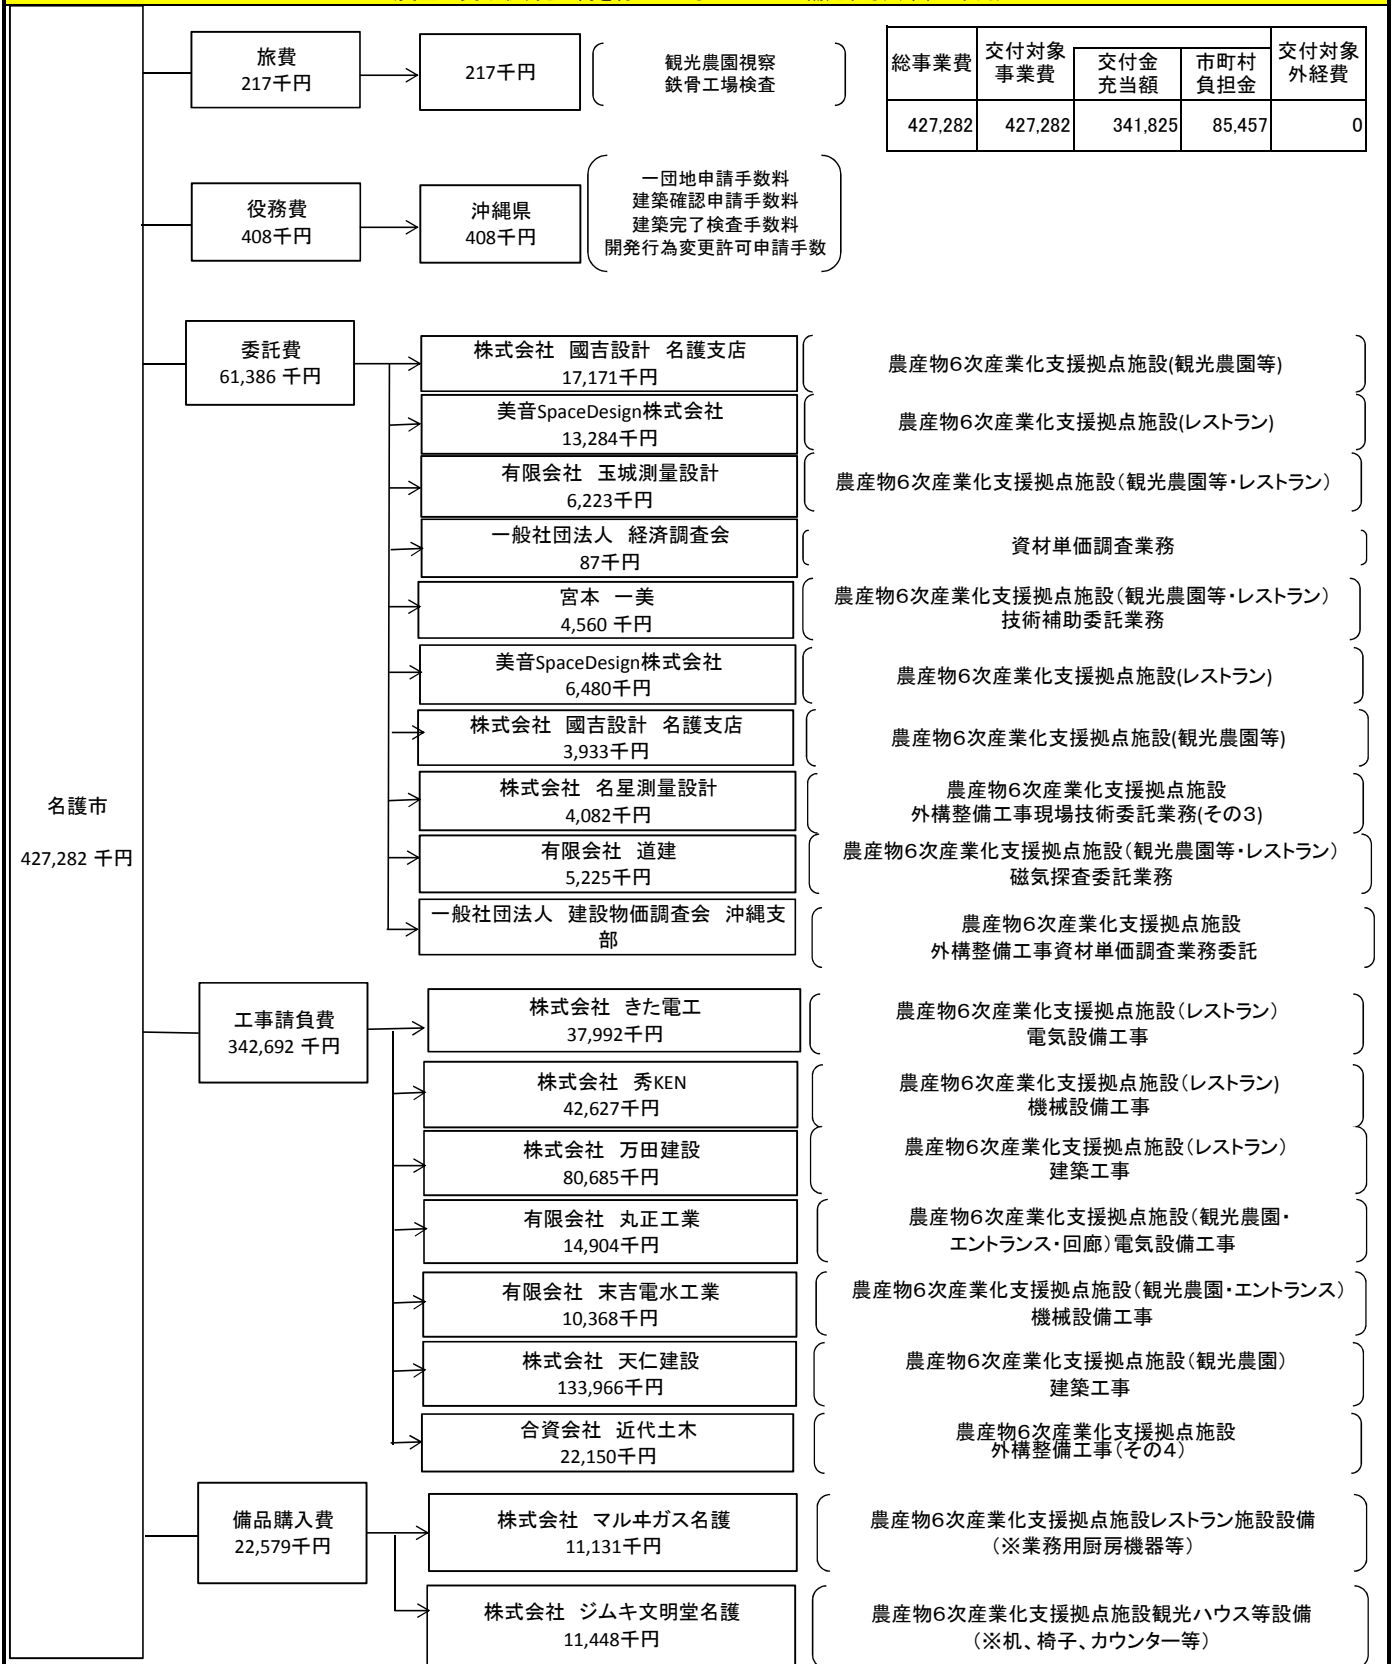 旅費
217千円
217千円
観光農園視察
鉄骨工場検査
総事業費
交付対象
事業費
交付金
充当額
市町村
負担金
交付対象
外経費
427,282 427,282 341,825 85,457 0
役務費
408千円
沖縄県
408千円
一団地申請手数料
建築確認申請手数料
建築完了検査手数料
開発行為変更許可申請手数
名護市
427,282 千円
委託費
61,386 千円
株式会社 國吉設計 名護支店
17,171千円
農産物6次産業化支援拠点施設(観光農園等)
美音SpaceDesign株式会社
13,284千円
農産物6次産業化支援拠点施設(レストラン)
有限会社 玉城測量設計
6,223千円
農産物6次産業化支援拠点施設(観光農園等・レストラン)
一般社団法人 経済調査会
87千円
資材単価調査業務
宮本 一美
4,560 千円
農産物6次産業化支援拠点施設(観光農園等・レストラン)
技術補助委託業務
美音SpaceDesign株式会社
6,480千円
農産物6次産業化支援拠点施設(レストラン)
株式会社 國吉設計 名護支店
3,933千円
農産物6次産業化支援拠点施設(観光農園等)
株式会社 名星測量設計
4,082千円
農産物6次産業化支援拠点施設
外構整備工事現場技術委託業務(その3)
有限会社 道建
5,225千円
農産物6次産業化支援拠点施設(観光農園等・レストラン)
磁気探査委託業務
一般社団法人 建設物価調査会 沖縄支
部
農産物6次産業化支援拠点施設
外構整備工事資材単価調査業務委託
工事請負費
342,692 千円
株式会社 きた電工
37,992千円
農産物6次産業化支援拠点施設(レストラン)
電気設備工事
株式会社 秀KEN
42,627千円
農産物6次産業化支援拠点施設(レストラン)
機械設備工事
株式会社 万田建設
80,685千円
農産物6次産業化支援拠点施設(レストラン)
建築工事
有限会社 丸正工業
14,904千円
農産物6次産業化支援拠点施設(観光農園・
エントランス・回廊)電気設備工事
有限会社 末吉電水工業
10,368千円
農産物6次産業化支援拠点施設(観光農園・エントランス)
機械設備工事
株式会社 天仁建設
133,966千円
農産物6次産業化支援拠点施設(観光農園)
建築工事
合資会社 近代土木
22,150千円
農産物6次産業化支援拠点施設
外構整備工事(その4)
備品購入費
22,579千円
株式会社 マルヰガス名護
11,131千円
農産物6次産業化支援拠点施設レストラン施設設備
(※業務用厨房機器等)
株式会社 ジムキ文明堂名護
11,448千円
農産物6次産業化支援拠点施設観光ハウス等設備
(※机、椅子、カウンター等)